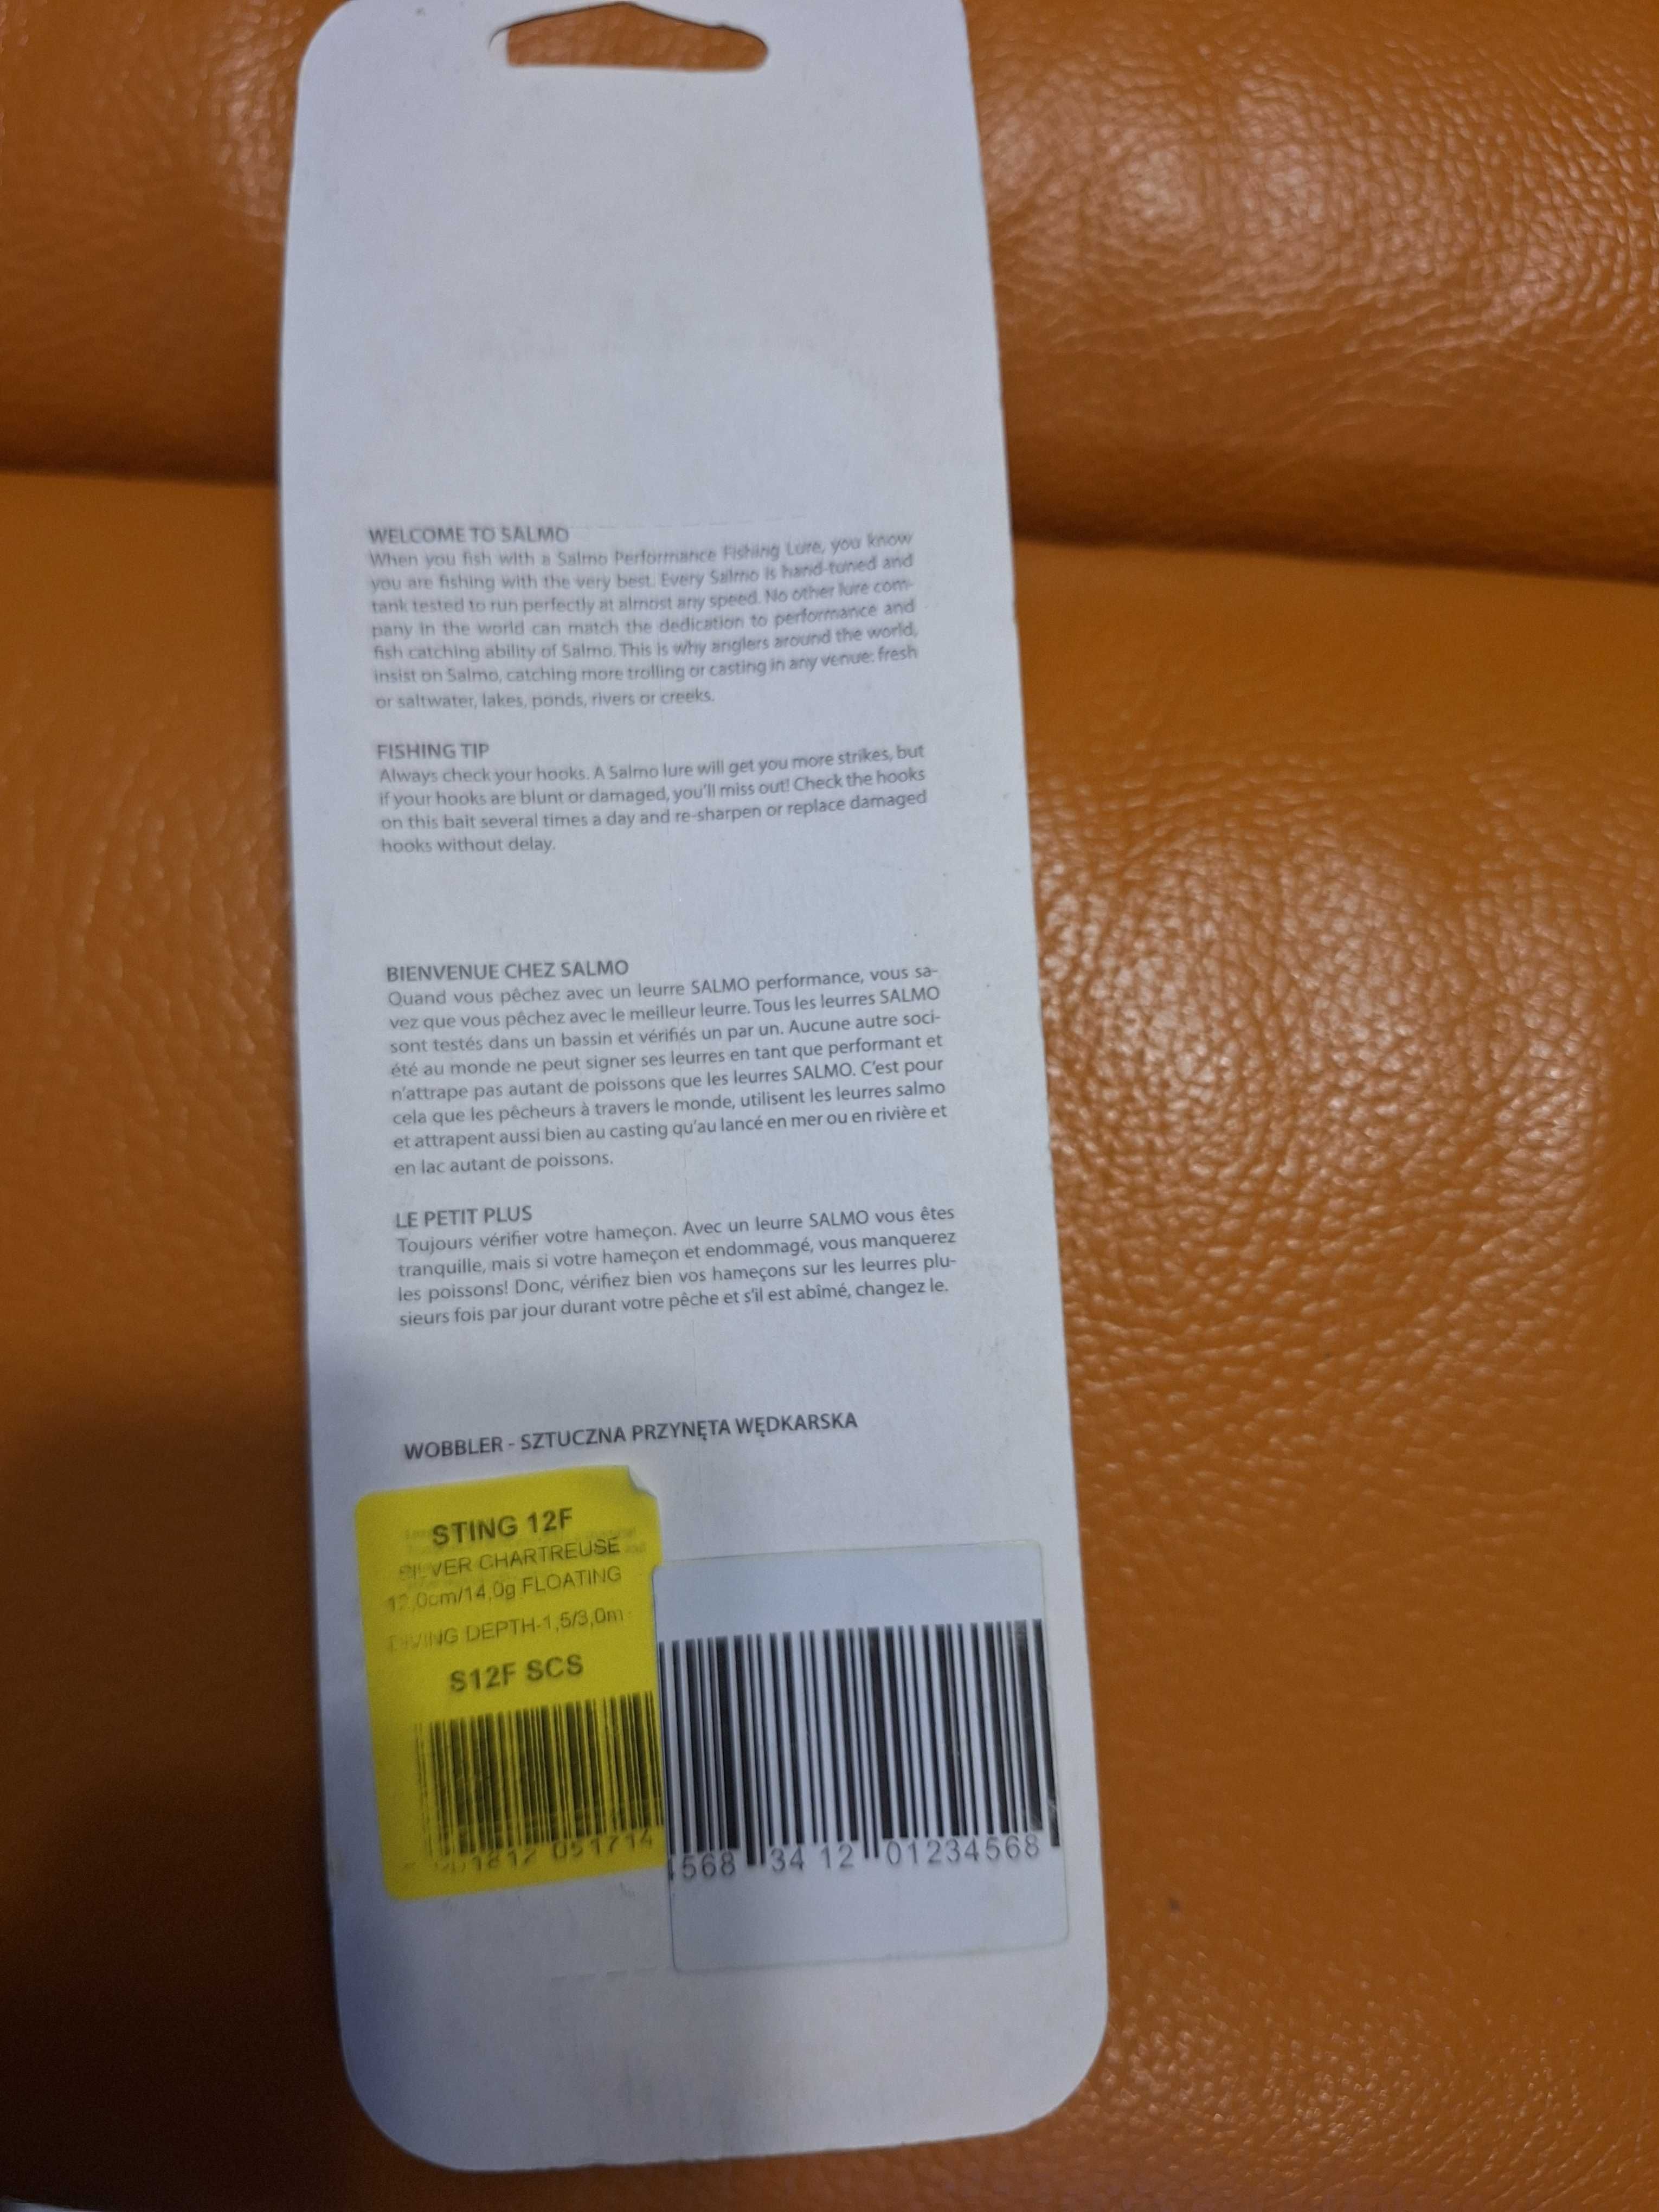 WELCOME TO SALMO
When you fish with a Salmo Performance Fishing Lure, you know
you are fishing with the very best. Every Salmo is hand-tuned and
tank tested to run perfectly at almost any speed. No other lure com-
pany in the world can match the dedication to performance and
fish catching ability of Salmo. This is why anglers around the world,
insist on Salmo, catching more trolling or casting in any venue: fresh
or saltwater, lakes, ponds, rivers or creeks.
FISHING TIP
Always check your hooks. A Salmo lure will get you more strikes, but
if your hooks are blunt or damaged, you'll miss out! Check the hooks
on this bait several times a day and re-sharpen or replace damaged
hooks without delay.
BIENVENUE CHEZ SALMO
Quand vous pêchez avec un leurre SALMO performance, vous sa-
vez que vous pêchez avec le meilleur leurre. Tous les leurres SALMO
sont testés dans un bassin et vérifiés un par un. Aucune autre soci-
été au monde ne peut signer ses leurres en tant que performant et
n'attrape pas autant de poissons que les leurres SALMO. C'est pour
cela que les pécheurs à travers le monde, utilisent les leurres salmo
et attrapent aussi bien au casting qu'au lancé en mer ou en rivière et
en lac autant de poissons.
LE PETIT PLUS
Toujours vérifier votre hameçon. Avec un leurre SALMO vous êtes
tranquille, mais si votre hameçon et endommagé, vous manquerez
les poissons! Donc, vérifiez bien vos hameçons sur les leurres plu-
sieurs fois par jour durant votre pêche et s'il est abîmé, changez le.
WOBBLER - SZTUCZNA PRZYNĘTA WĘDKARSKA
STING 12F
SILVER CHARTREUSE
12,0cm/14,0g FLOATING
DIVING DEPTH-1,5/3,0m
S12F SCS
051714
568 34 12 01234568